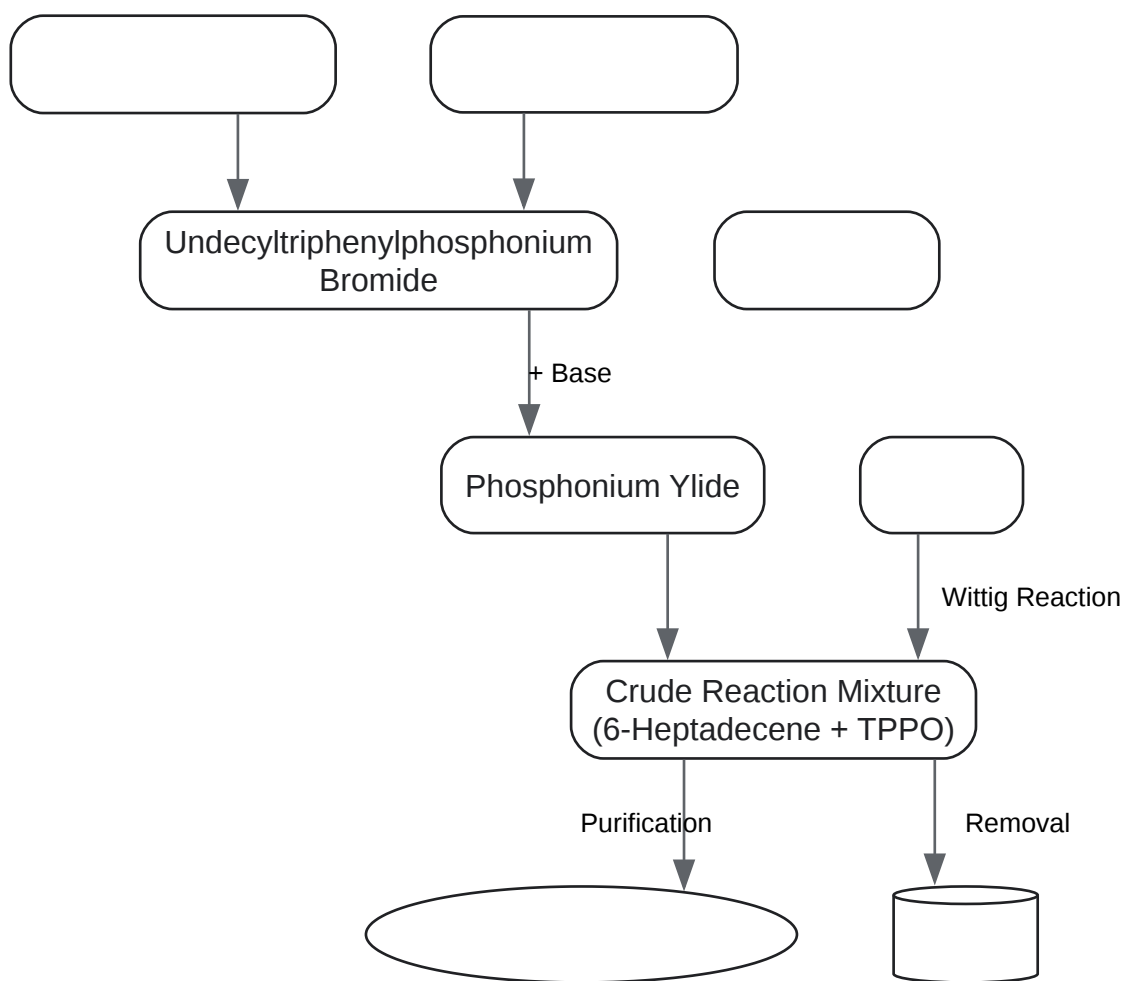 Undecyltriphenylphosphonium
Bromide
+ Base
Phosphonium Ylide
Wittig Reaction
Crude Reaction Mixture
(6-Heptadecene + TPPO)
Purification
Removal